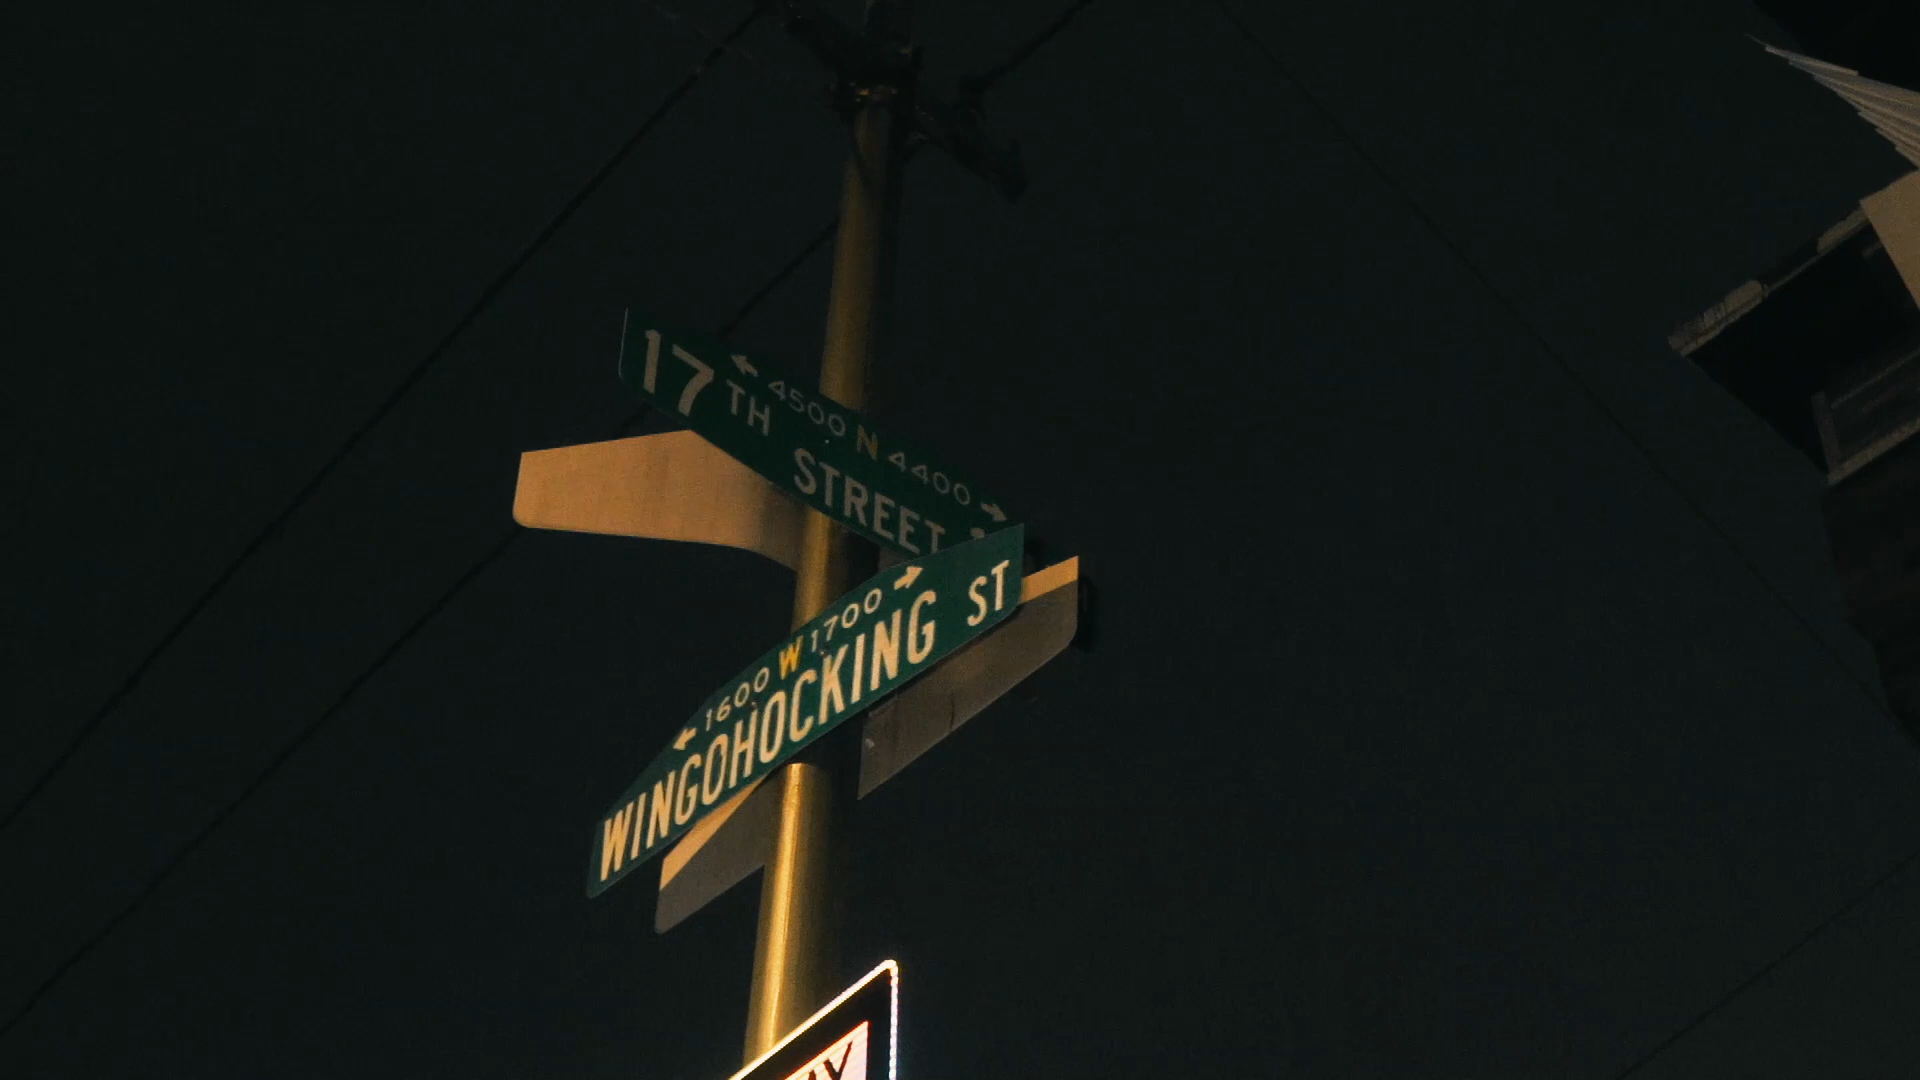 ← 4500 N 4400 →
17TH STREET
← 1600 W 1700 →
WINGOHOCKING ST